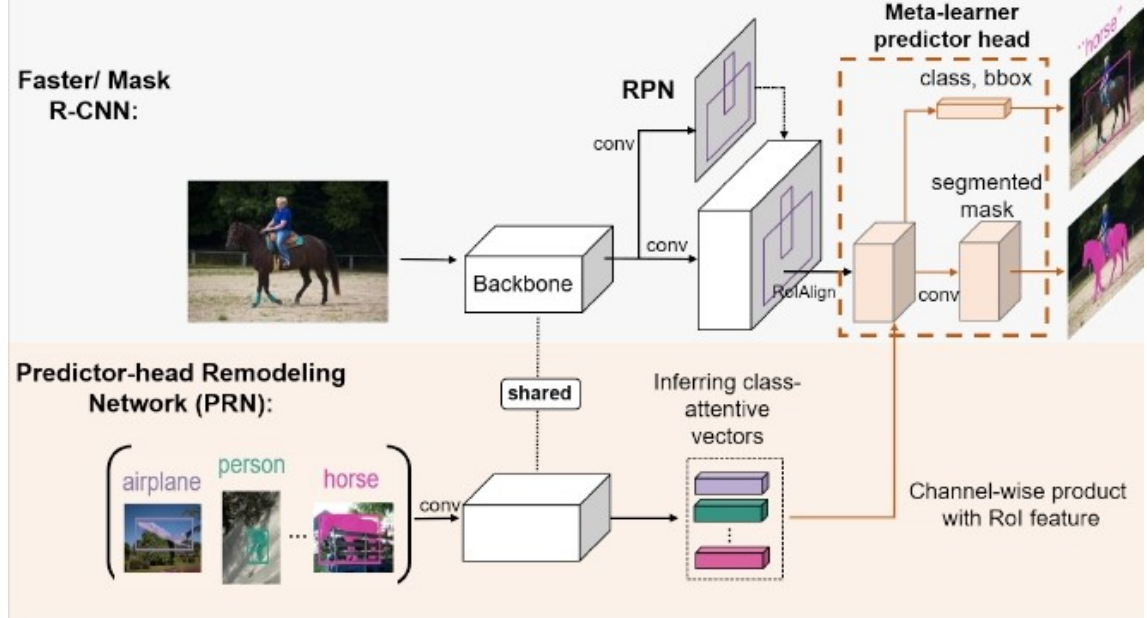 Meta-learner
predictor head
Faster/ Mask
R-CNN:
RPN
class, bbox
"horse"
conv
segmented
mask
conv
Backbone
RoIAlign
conv
Predictor-head Remodeling
Network (PRN):
shared
Inferring class-
attentive
vectors
airplane
person
horse
conv
...
Channel-wise product
with RoI feature